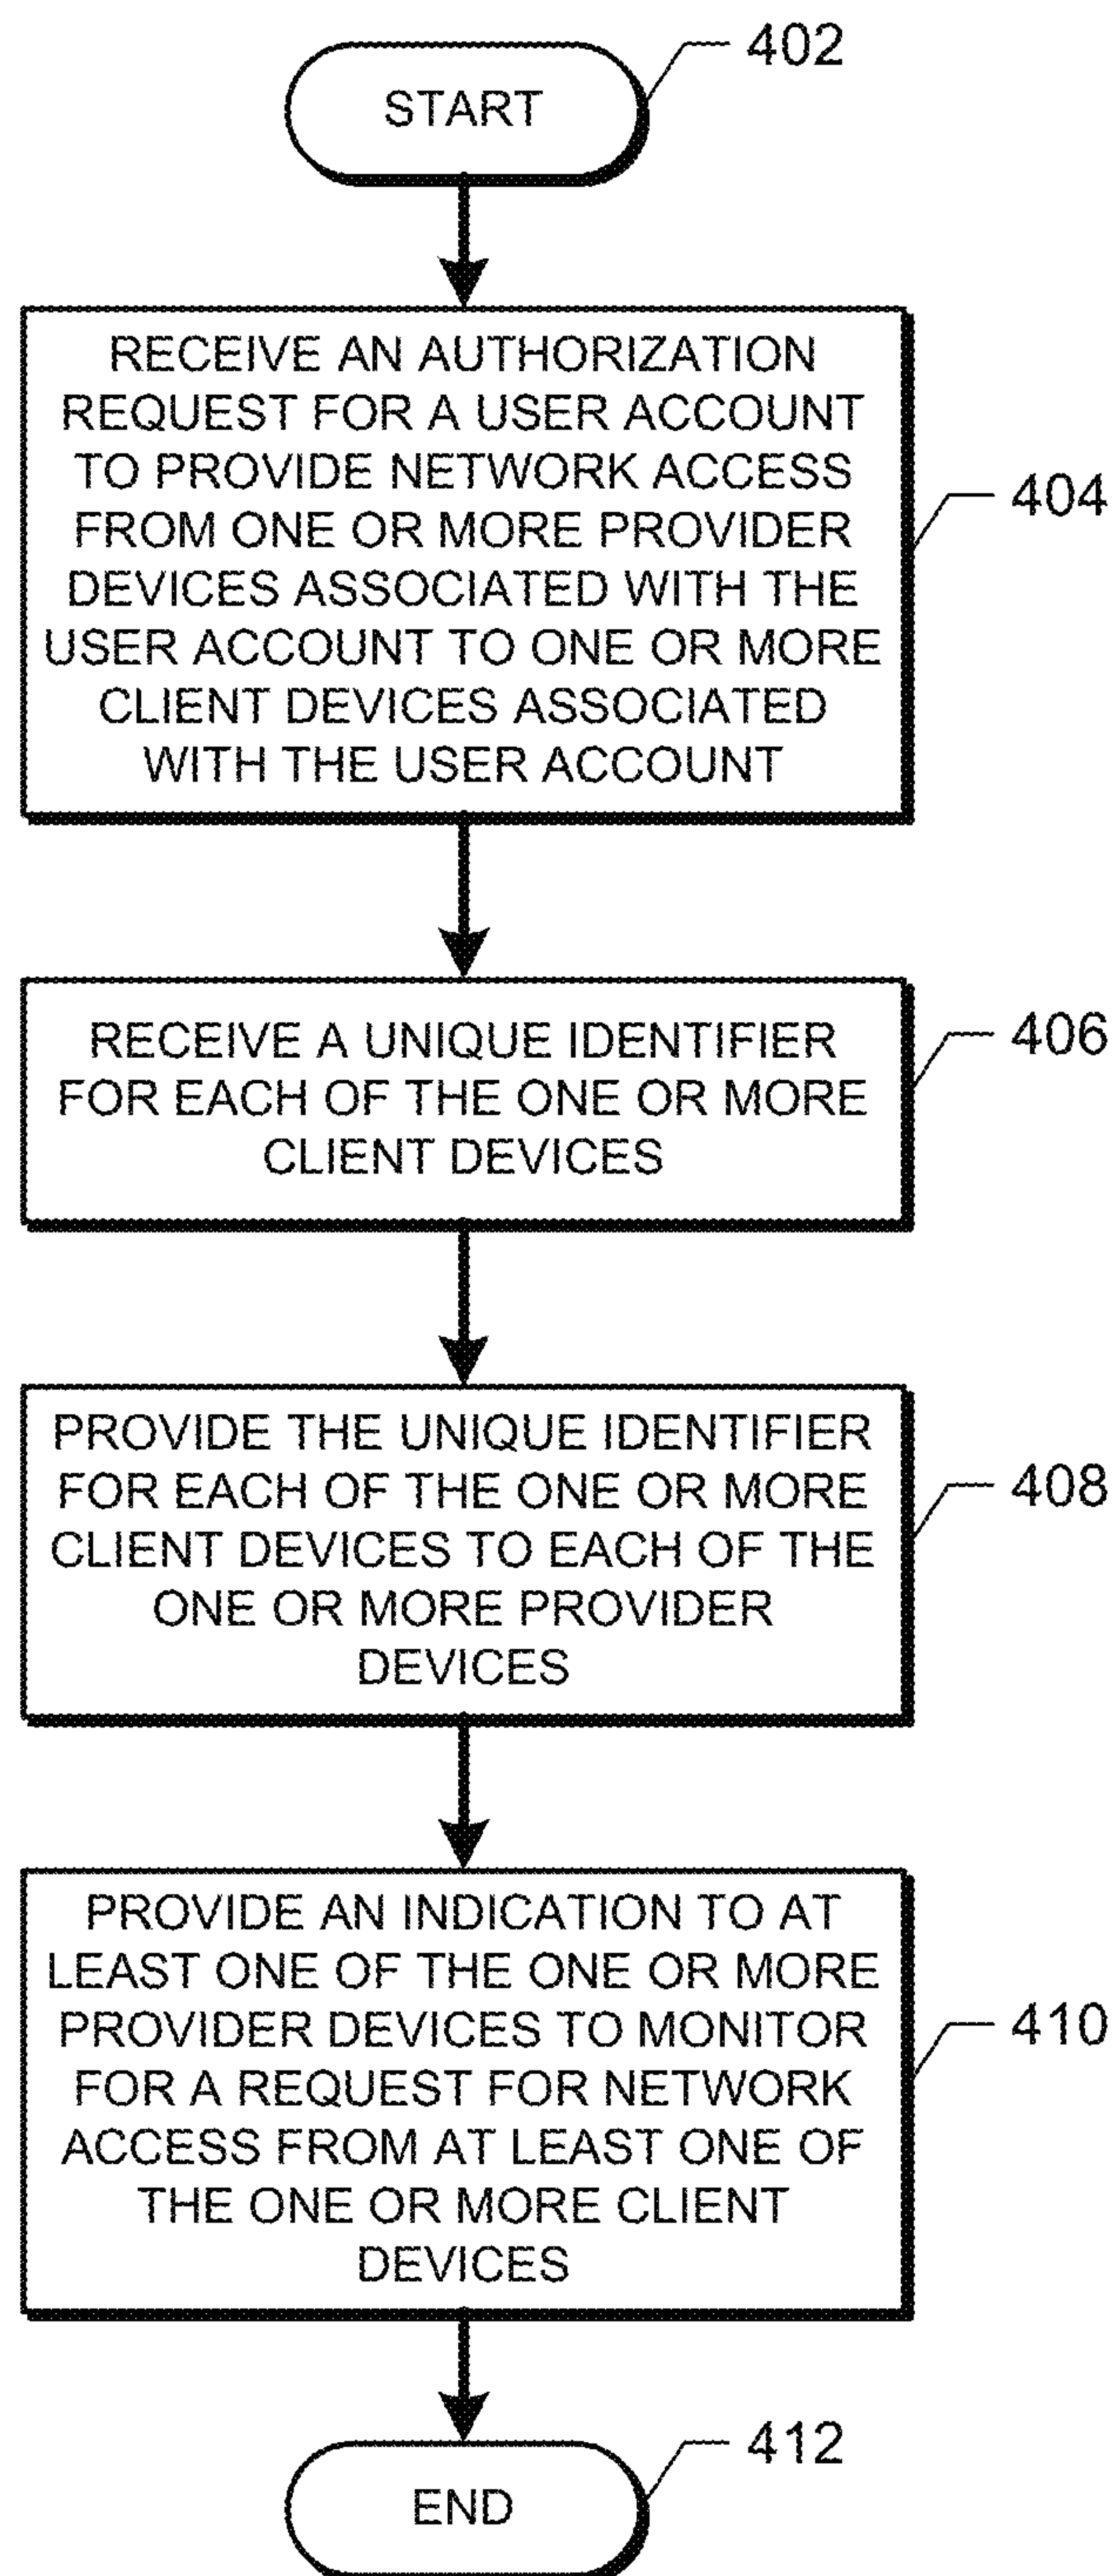 402
START
RECEIVE AN AUTHORIZATION
REQUEST FOR A USER ACCOUNT
TO PROVIDE NETWORK ACCESS
FROM ONE OR MORE PROVIDER
DEVICES ASSOCIATED WITH THE
USER ACCOUNT TO ONE OR MORE
CLIENT DEVICES ASSOCIATED
WITH THE USER ACCOUNT
404
RECEIVE A UNIQUE IDENTIFIER
FOR EACH OF THE ONE OR MORE
CLIENT DEVICES
406
PROVIDE THE UNIQUE IDENTIFIER
FOR EACH OF THE ONE OR MORE
CLIENT DEVICES TO EACH OF THE
ONE OR MORE PROVIDER
DEVICES
408
PROVIDE AN INDICATION TO AT
LEAST ONE OF THE ONE OR MORE
PROVIDER DEVICES TO MONITOR
FOR A REQUEST FOR NETWORK
ACCESS FROM AT LEAST ONE OF
THE ONE OR MORE CLIENT
DEVICES
410
412
END